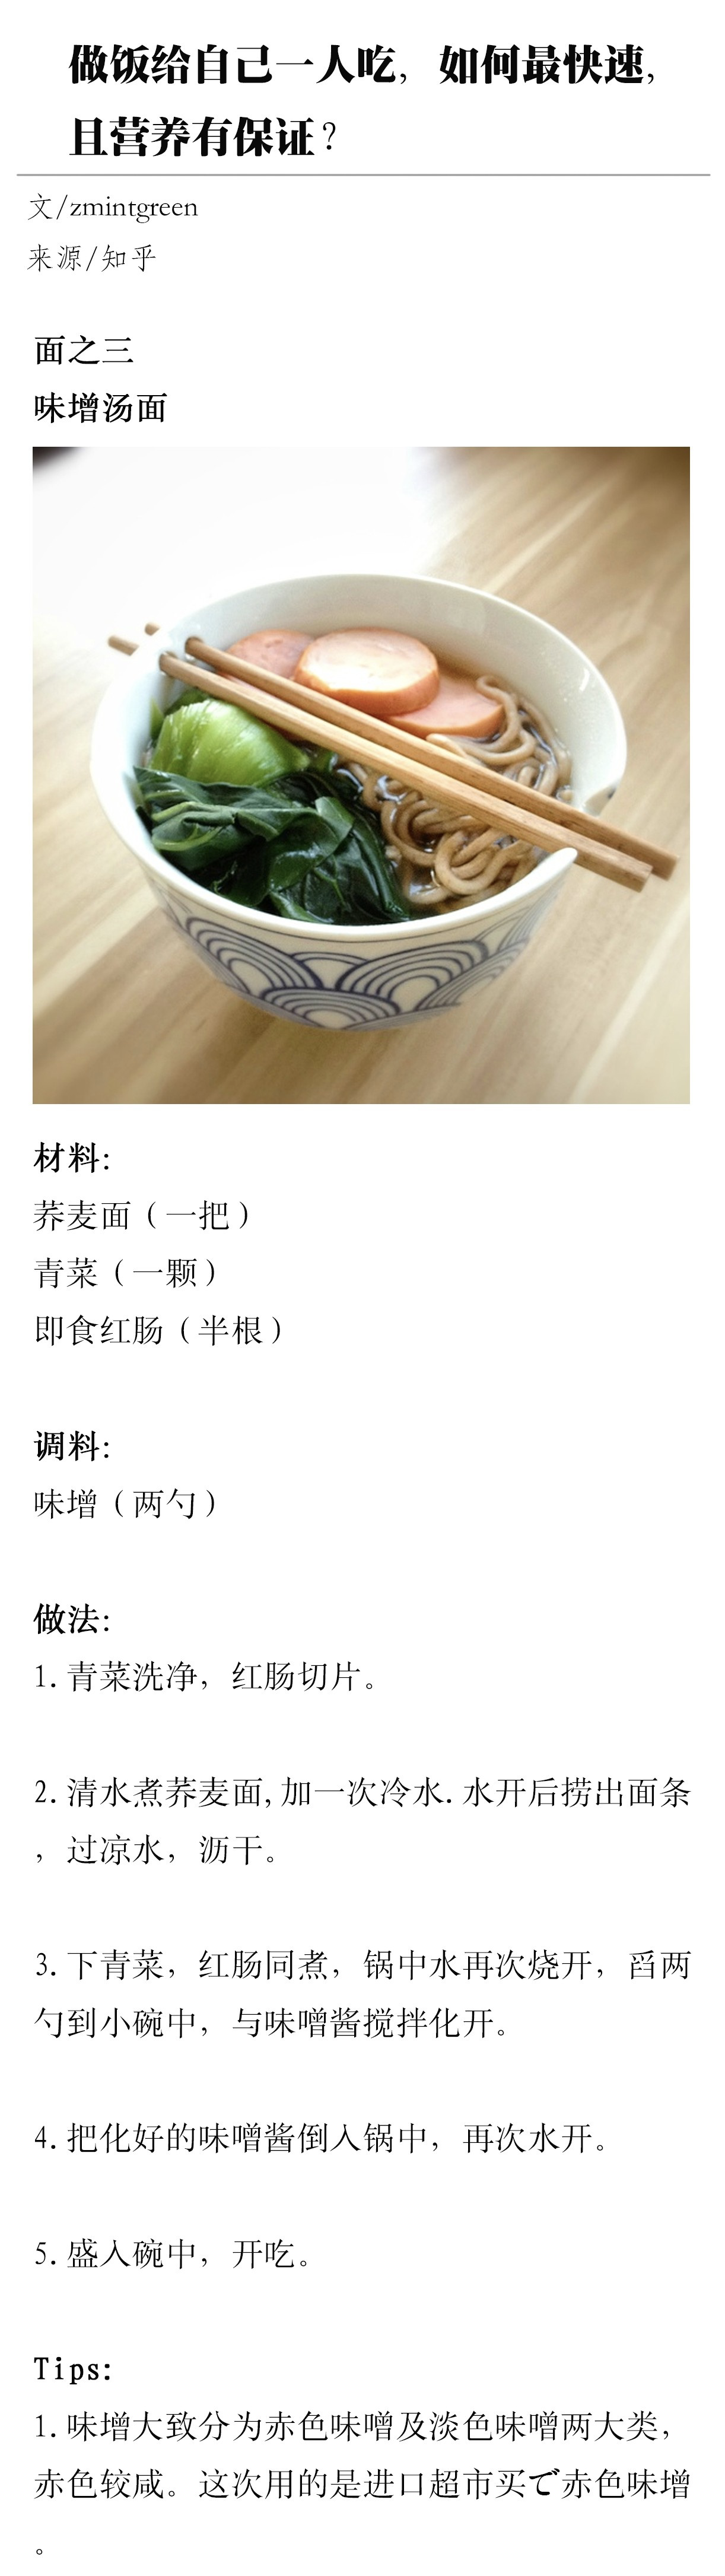 做饭给自己一人吃，如何最快速，
且营养有保证？
文/zmintgreen
来源/知乎
面之三
味增汤面
材料：
荞麦面（一把）
青菜（一颗）
即食红肠（半根）
调料：
味增（两勺）
做法：
1.青菜洗净，红肠切片。
2.清水煮荞麦面,加一次冷水.水开后捞出面条
，过凉水，沥干。
3.下青菜，红肠同煮，锅中水再次烧开，舀两
勺到小碗中，与味噌酱搅拌化开。
4.把化好的味噌酱倒入锅中，再次水开。
5.盛入碗中，开吃。
Tips:
1.味增大致分为赤色味噌及淡色味噌两大类，
赤色较咸。这次用的是进口超市买で赤色味增
。